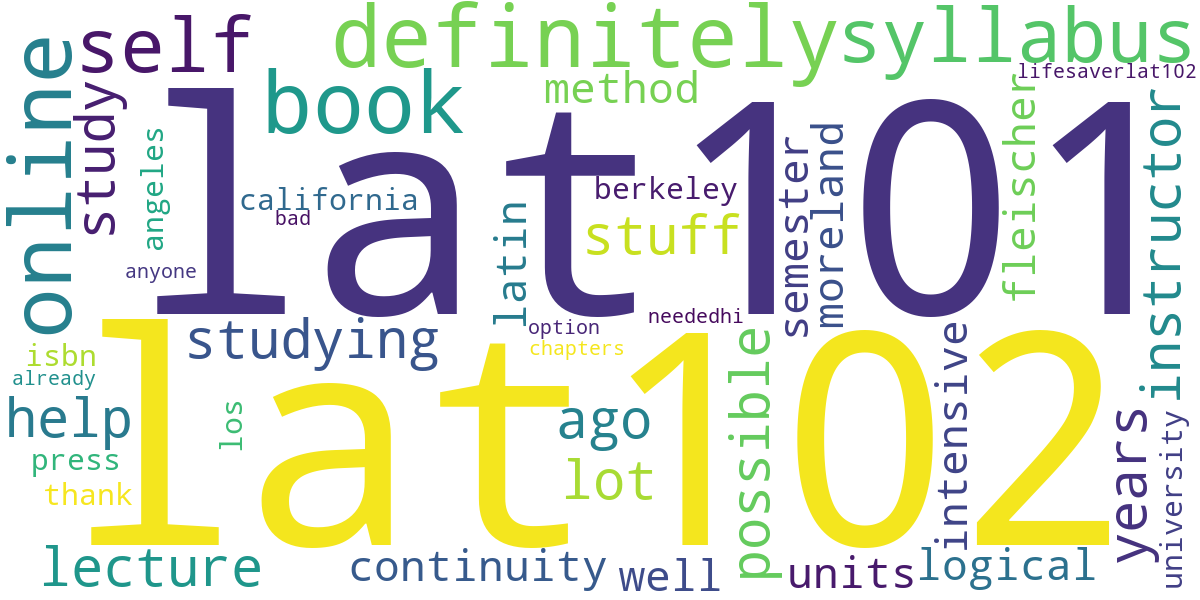 definitely
syllabus
self
online
study
book
method
lifesaverlat102
lat101
fleischer
instructor
angeles
california
bad
berkeley
semester
moreland
latin
stuff
anyone
lat102
studying
option
neededhi
chapters
isbn
already
help
los
ago
possible
intensive
years
university
press
thank
lot
lecture
continuity
well
units
logical